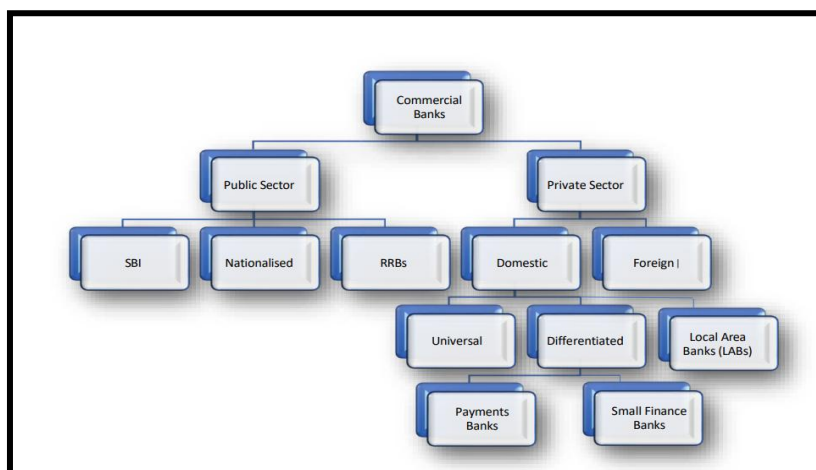 Commercial
Banks
Public Sector
Private Sector
SBI
Nationalised
RRBs
Domestic
Foreign |
Universal
Differentiated
Local Area
Banks (LABs)
Payments
Banks
Small Finance
Banks